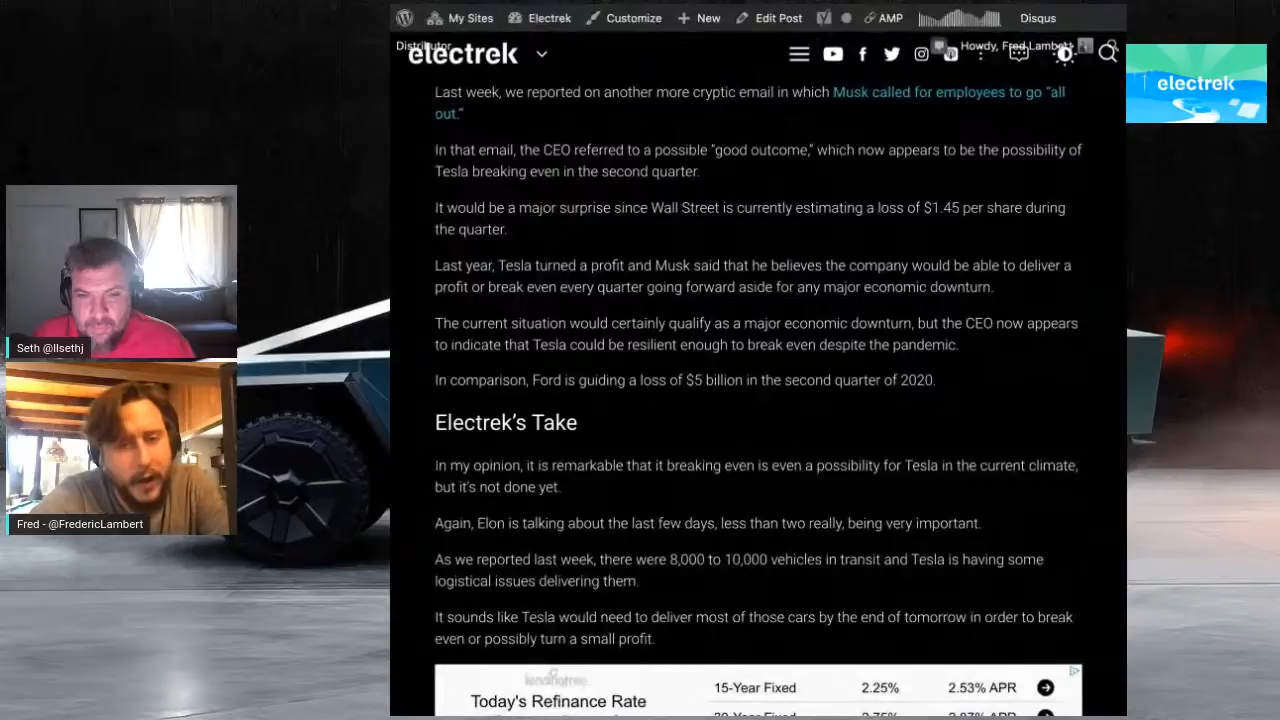 My Sites
Electrek
Customize
New
Edit Post
AMP
Disqus
Distributor
Howdy, Fred Lambert
electrek
electrek
Last week, we reported on another more cryptic email in which Musk called for employees to go “all
out.”
In that email, the CEO referred to a possible “good outcome,” which now appears to be the possibility of
Tesla breaking even in the second quarter.
It would be a major surprise since Wall Street is currently estimating a loss of $1.45 per share during
the quarter.
Last year, Tesla turned a profit and Musk said that he believes the company would be able to deliver a
profit or break even every quarter going forward aside for any major economic downturn.
The current situation would certainly qualify as a major economic downturn, but the CEO now appears
to indicate that Tesla could be resilient enough to break even despite the pandemic.
In comparison, Ford is guiding a loss of $5 billion in the second quarter of 2020.
Electrek’s Take
In my opinion, it is remarkable that it breaking even is even a possibility for Tesla in the current climate,
but it’s not done yet.
Again, Elon is talking about the last few days, less than two really, being very important.
As we reported last week, there were 8,000 to 10,000 vehicles in transit and Tesla is having some
logistical issues delivering them.
It sounds like Tesla would need to deliver most of those cars by the end of tomorrow in order to break
even or possibly turn a small profit.
lendingtree
Today's Refinance Rate
15-Year Fixed 2.25% 2.53% APR
Seth @llsethj
Fred - @FredericLambert